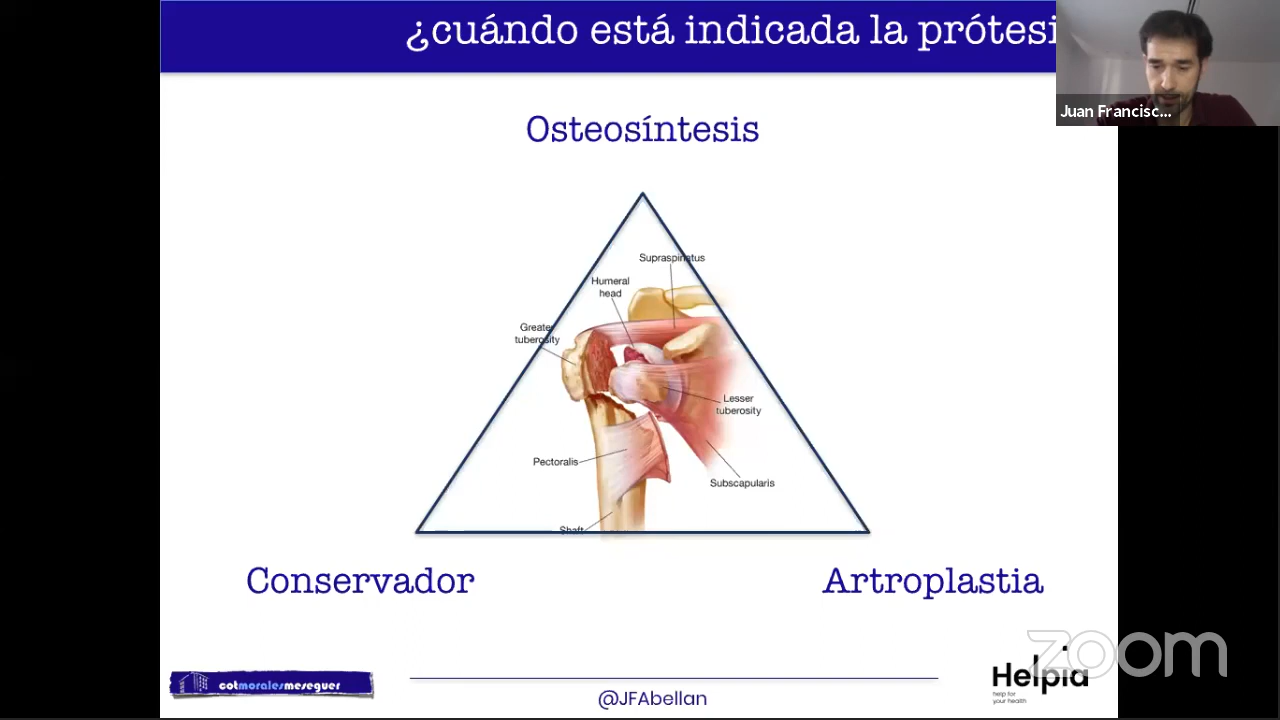 ¿cuándo está indicada la prótesi
Juan Francisc...
Osteosíntesis
Supraspinatus
Humeral
head
Greater
tuberosity
Lesser
tuberosity
Pectoralis
Subscapularis
Shaft
Conservador
Artroplastia
zoom
cotmoralesmeseguer
@JFAbellan
Helpia
help for
your health